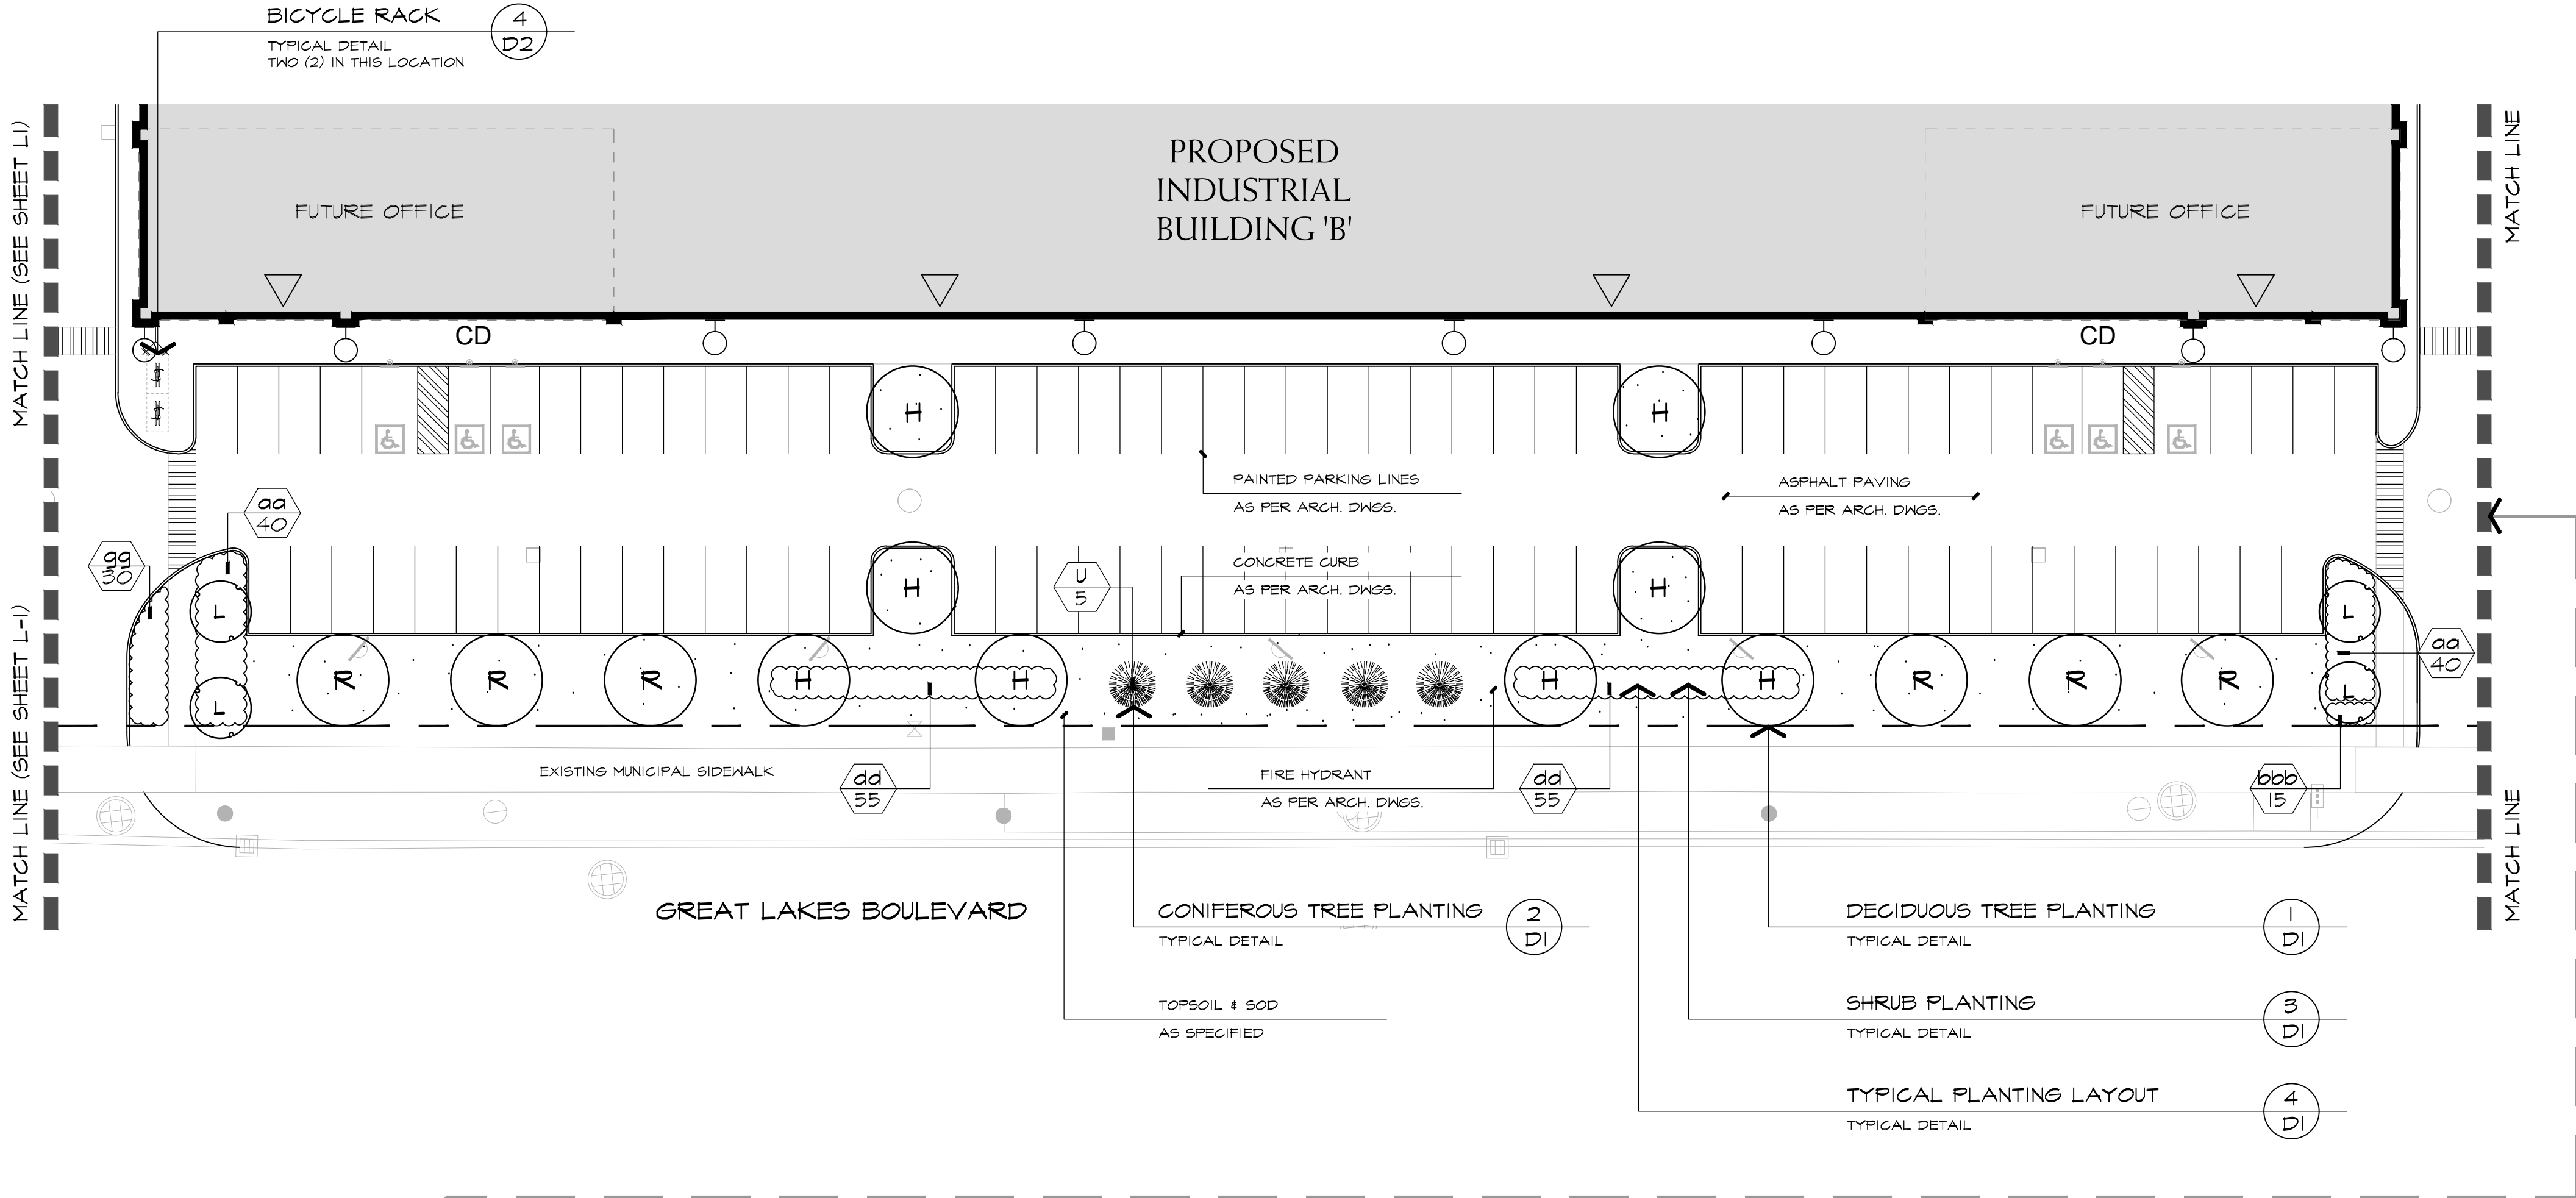 BICYCLE RACK
4
D2
TYPICAL DETAIL
TWO (2) IN THIS LOCATION
MATCH LINE (SEE SHEET L1)
MATCH LINE
PROPOSED
INDUSTRIAL
BUILDING 'B'
FUTURE OFFICE
FUTURE OFFICE
CD
CD
H
H
PAINTED PARKING LINES
AS PER ARCH. DWGS.
ASPHALT PAVING
AS PER ARCH. DWGS.
aa
40
gg
30
CONCRETE CURB
AS PER ARCH. DWGS.
U
5
H
H
L
L
aa
40
R
R
R
H
H
H
H
R
R
R
L
L
MATCH LINE (SEE SHEET L-1)
MATCH LINE
EXISTING MUNICIPAL SIDEWALK
dd
55
FIRE HYDRANT
AS PER ARCH. DWGS.
dd
55
bbb
15
GREAT LAKES BOULEVARD
CONIFEROUS TREE PLANTING
2
D1
TYPICAL DETAIL
DECIDUOUS TREE PLANTING
1
D1
TYPICAL DETAIL
TOPSOIL & SOD
AS SPECIFIED
SHRUB PLANTING
3
D1
TYPICAL DETAIL
TYPICAL PLANTING LAYOUT
4
D1
TYPICAL DETAIL